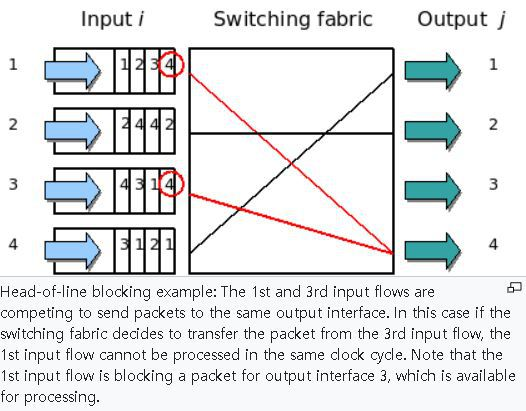 Input i Switching fabric Output j
1 1 2 3 4 1
2 2 4 4 2 2
3 4 3 1 4 3
4 3 1 2 1 4
Head-of-line blocking example: The 1st and 3rd input flows are
competing to send packets to the same output interface. In this case if the
switching fabric decides to transfer the packet from the 3rd input flow, the
1st input flow cannot be processed in the same clock cycle. Note that the
1st input flow is blocking a packet for output interface 3, which is available
for processing.